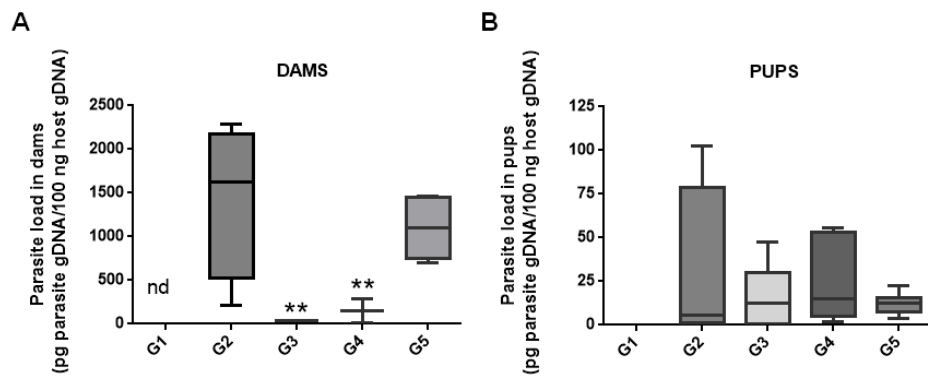 A
DAMS
Parasite load in dams
(pg parasite gDNA/100 ng host gDNA)
2500
2000
1500
1000
500
0
nd
**
**
G1
G2
G3
G4
G5
B
PUPS
Parasite load in pups
(pg parasite gDNA/100 ng host gDNA)
125
100
75
50
25
0
G1
G2
G3
G4
G5